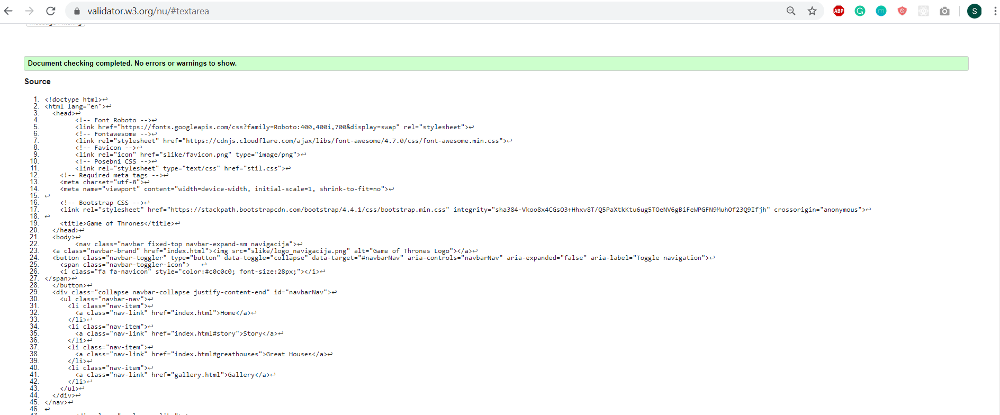 validator.w3.org/nu/#textarea
ABP
G
m
S
Message Filtering
Document checking completed. No errors or warnings to show.
Source
1. <!doctype html>↩
2. <html lang="en">↩
3. <head>↩
4. <!-- Font Roboto -->↩
5. <link href="https://fonts.googleapis.com/css?family=Roboto:400,400i,700&display=swap" rel="stylesheet">↩
6. <!-- Fontawesome -->↩
7. <link rel="stylesheet" href="https://cdnjs.cloudflare.com/ajax/libs/font-awesome/4.7.0/css/font-awesome.min.css">↩
8. <!-- Favicon -->↩
9. <link rel="icon" href="slike/favicon.png" type="image/png">↩
10. <!-- Posebni CSS -->↩
11. <link rel="stylesheet" type="text/css" href="stil.css">↩
12. <!-- Required meta tags -->↩
13. <meta charset="utf-8">↩
14. <meta name="viewport" content="width=device-width, initial-scale=1, shrink-to-fit=no">↩
15. ↩
16. <!-- Bootstrap CSS -->↩
17. <link rel="stylesheet" href="https://stackpath.bootstrapcdn.com/bootstrap/4.4.1/css/bootstrap.min.css" integrity="sha384-Vkoo8x4CGsO3+Hhxv8T/Q5PaXtkKtu6ug5TOeNV6gBiFeWPGFN9MuhOf23Q9Ifjh" crossorigin="anonymous">↩
18. ↩
19. <title>Game of Thrones</title>↩
20. </head>↩
21. <body>↩
22. <nav class="navbar fixed-top navbar-expand-sm navigacija">↩
23. <a class="navbar-brand" href="index.html"><img src="slike/logo_navigacija.png" alt="Game of Thrones Logo"></a>↩
24. <button class="navbar-toggler" type="button" data-toggle="collapse" data-target="#navbarNav" aria-controls="navbarNav" aria-expanded="false" aria-label="Toggle navigation">↩
25. <span class="navbar-toggler-icon"> ↩
26. <i class="fa fa-navicon" style="color:#c0c0c0; font-size:28px;"></i>↩
27. </span>↩
28. </button>↩
29. <div class="collapse navbar-collapse justify-content-end" id="navbarNav">↩
30. <ul class="navbar-nav">↩
31. <li class="nav-item">↩
32. <a class="nav-link" href="index.html">Home</a>↩
33. </li>↩
34. <li class="nav-item">↩
35. <a class="nav-link" href="index.html#story">Story</a>↩
36. </li>↩
37. <li class="nav-item">↩
38. <a class="nav-link" href="index.html#greathouses">Great Houses</a>↩
39. </li>↩
40. <li class="nav-item">↩
41. <a class="nav-link" href="gallery.html">Gallery</a>↩
42. </li>↩
43. </ul>↩
44. </div>↩
45. </nav>↩
46. ↩